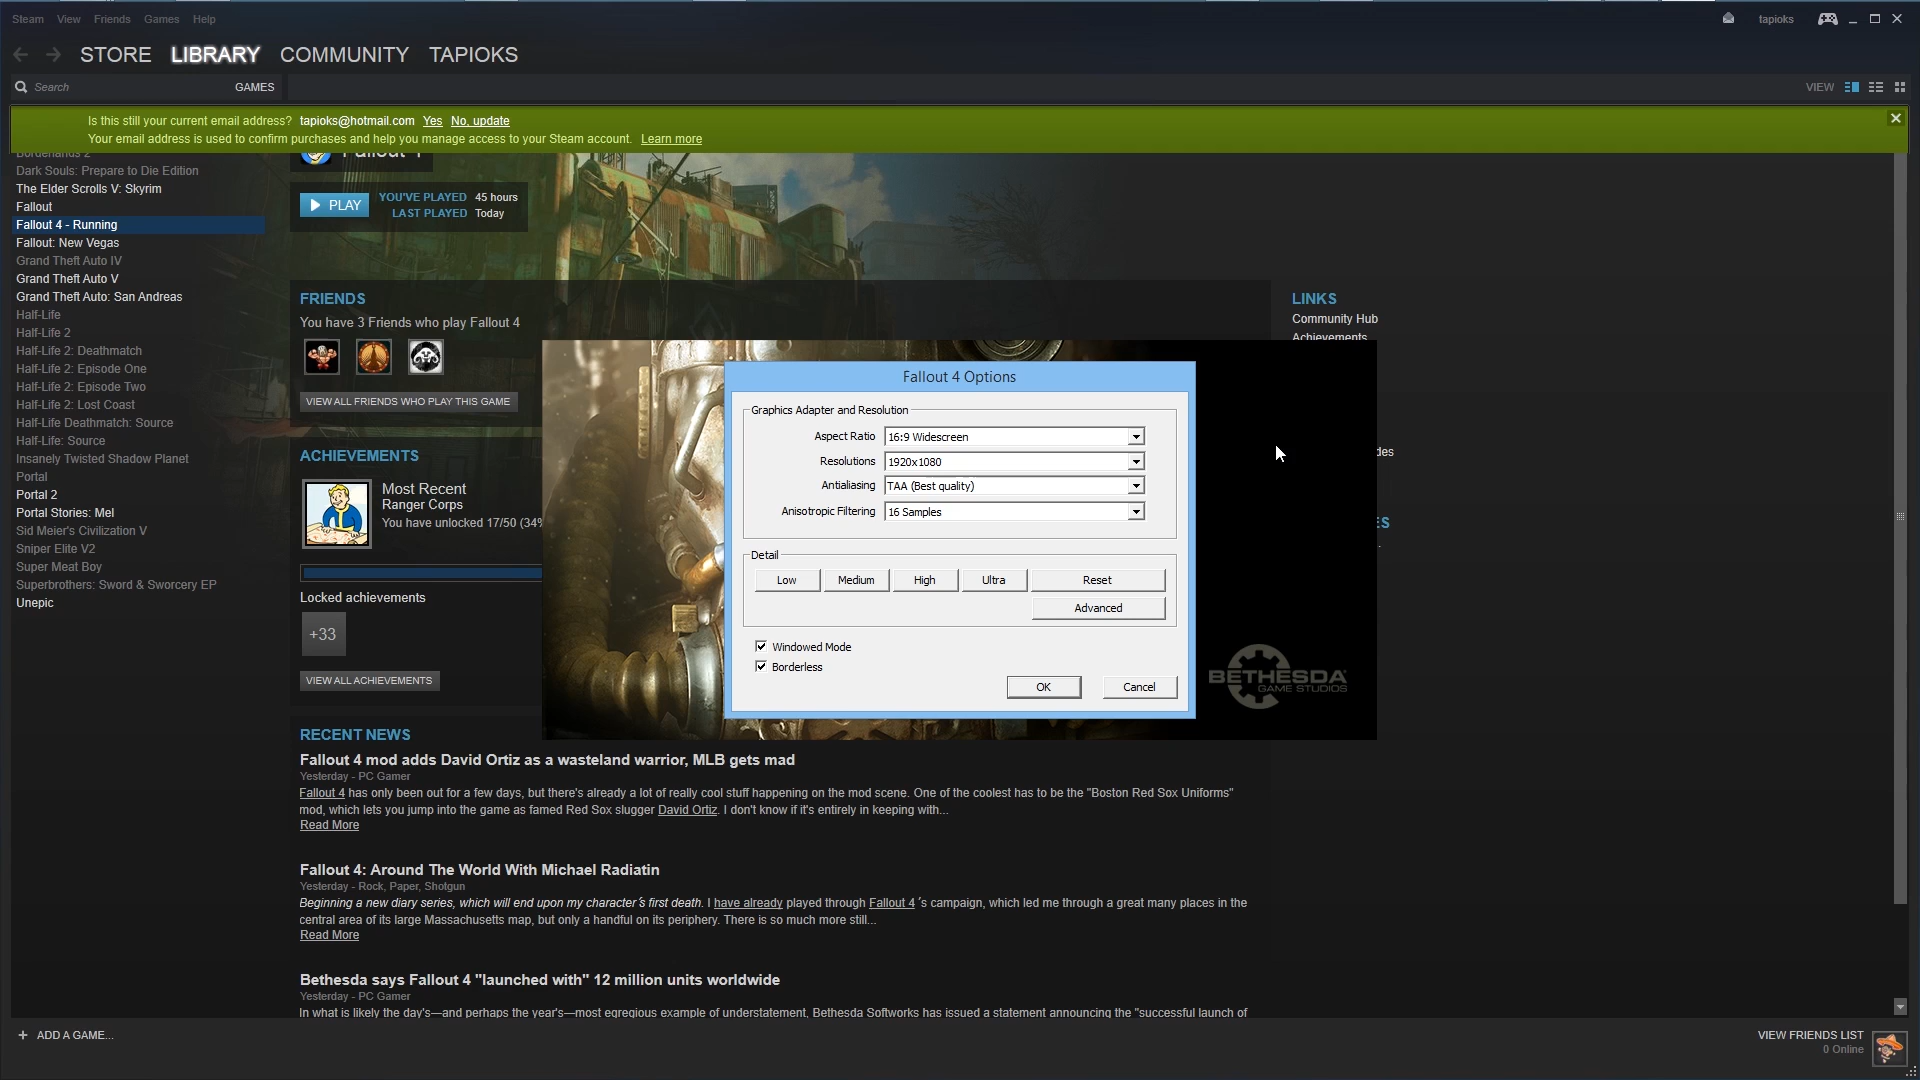 Steam View Friends Games Help
tapioks
STORE LIBRARY COMMUNITY TAPIOKS
Search GAMES
VIEW
Is this still your current email address? tapioks@hotmail.com Yes No, update
Your email address is used to confirm purchases and help you manage access to your Steam account. Learn more
Borderlands 2
Dark Souls: Prepare to Die Edition
The Elder Scrolls V: Skyrim
Fallout
Fallout 4 - Running
Fallout: New Vegas
Grand Theft Auto IV
Grand Theft Auto V
Grand Theft Auto: San Andreas
Half-Life
Half-Life 2
Half-Life 2: Deathmatch
Half-Life 2: Episode One
Half-Life 2: Episode Two
Half-Life 2: Lost Coast
Half-Life Deathmatch: Source
Half-Life: Source
Insanely Twisted Shadow Planet
Portal
Portal 2
Portal Stories: Mel
Sid Meier's Civilization V
Sniper Elite V2
Super Meat Boy
Superbrothers: Sword & Sworcery EP
Unepic
Fallout 4
PLAY
YOU'VE PLAYED 45 hours
LAST PLAYED Today
FRIENDS
You have 3 Friends who play Fallout 4
VIEW ALL FRIENDS WHO PLAY THIS GAME
ACHIEVEMENTS
Most Recent
Ranger Corps
You have unlocked 17/50 (34%
Locked achievements
+33
VIEW ALL ACHIEVEMENTS
LINKS
Community Hub
Achievements
des
ES
Fallout 4 Options
Graphics Adapter and Resolution
Aspect Ratio 16:9 Widescreen
Resolutions 1920x1080
Antialiasing TAA (Best quality)
Anisotropic Filtering 16 Samples
Detail
Low Medium High Ultra Reset
Advanced
Windowed Mode
Borderless
OK Cancel
BETHESDA
GAME STUDIOS
RECENT NEWS
Fallout 4 mod adds David Ortiz as a wasteland warrior, MLB gets mad
Yesterday - PC Gamer
Fallout 4 has only been out for a few days, but there's already a lot of really cool stuff happening on the mod scene. One of the coolest has to be the "Boston Red Sox Uniforms"
mod, which lets you jump into the game as famed Red Sox slugger David Ortiz. I don't know if it's entirely in keeping with...
Read More
Fallout 4: Around The World With Michael Radiatin
Yesterday - Rock, Paper, Shotgun
Beginning a new diary series, which will end upon my character's first death. I have already played through Fallout 4 's campaign, which led me through a great many places in the
central area of its large Massachusetts map, but only a handful on its periphery. There is so much more still...
Read More
Bethesda says Fallout 4 "launched with" 12 million units worldwide
Yesterday - PC Gamer
In what is likely the day's—and perhaps the year's—most egregious example of understatement, Bethesda Softworks has issued a statement announcing the "successful launch of
+ ADD A GAME...
VIEW FRIENDS LIST
0 Online